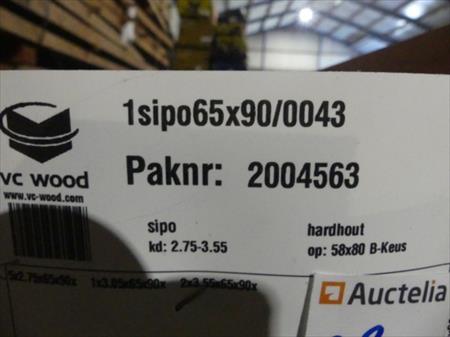 1sipo65x90/0043
Paknr: 2004563
vc wood
www.vc-wood.com
sipo
kd: 2.75-3.55
hardhout
op: 58x80 B-Keus
5x2.75x65x90x 1x3.05x65x90x 2x3.55x65x90x
Auctelia